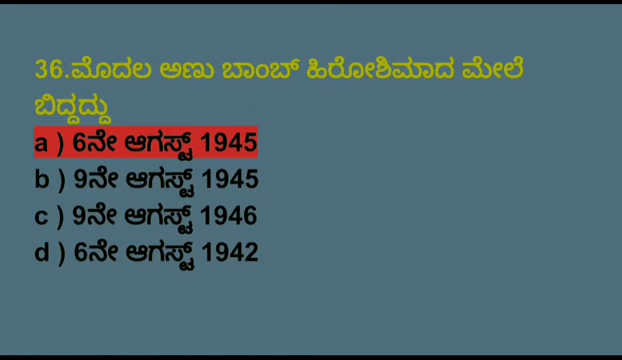 36.ಮೊದಲ ಅಣು ಬಾಂಬ್ ಹಿರೋಶಿಮಾದ ಮೇಲೆ
ಬಿದ್ದದ್ದು
a ) 6ನೇ ಆಗಸ್ಟ್ 1945
b ) 9ನೇ ಆಗಸ್ಟ್ 1945
c ) 9ನೇ ಆಗಸ್ಟ್ 1946
d ) 6ನೇ ಆಗಸ್ಟ್ 1942